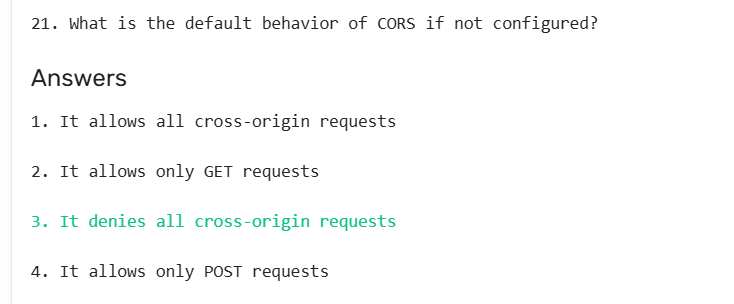 21. What is the default behavior of CORS if not configured?
Answers
1. It allows all cross-origin requests
2. It allows only GET requests
3. It denies all cross-origin requests
4. It allows only POST requests